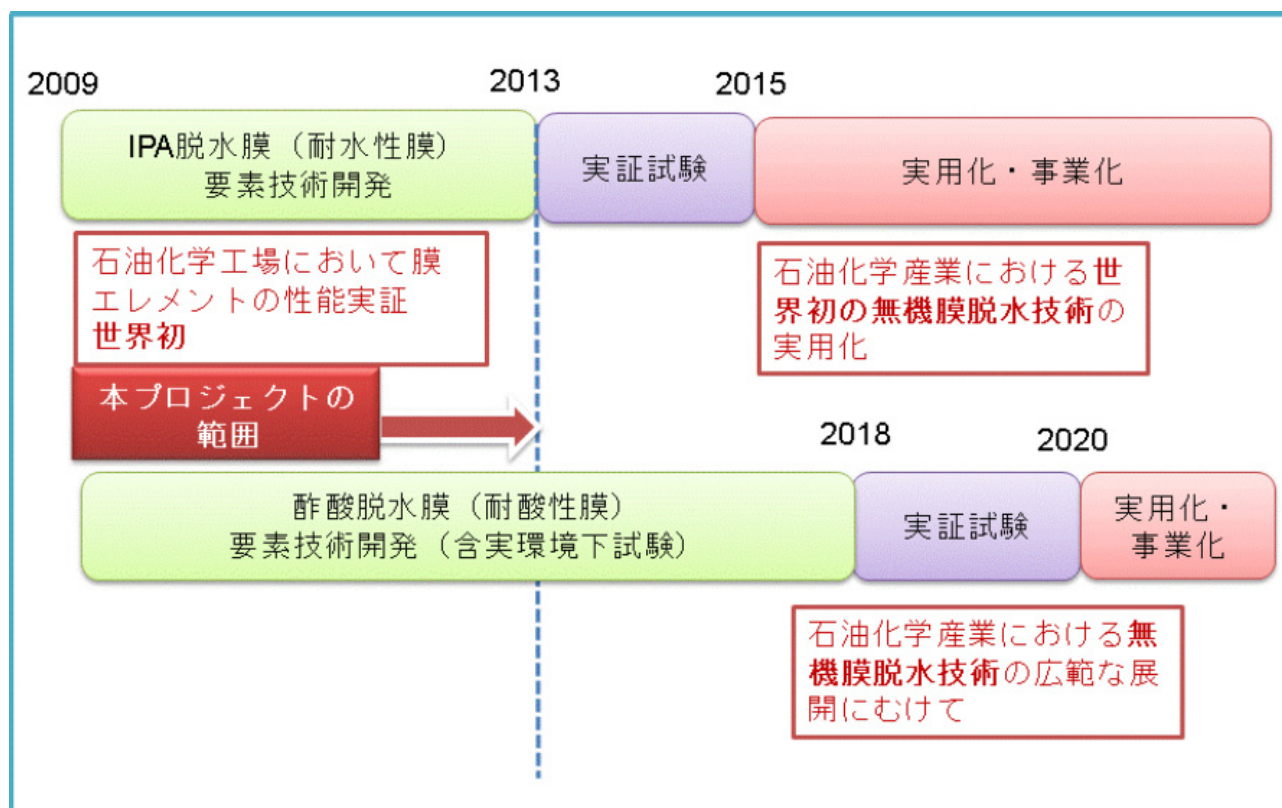 2009
2013
2015
IPA脱水膜（耐水性膜）
要素技術開発
実証試験
実用化・事業化
石油化学工場において膜
エレメントの性能実証
世界初
石油化学産業における世
界初の無機膜脱水技術の
実用化
本プロジェクトの
範囲
2018
2020
酢酸脱水膜（耐酸性膜）
要素技術開発（含実環境下試験）
実証試験
実用化・
事業化
石油化学産業における無
機膜脱水技術の広範な展
開にむけて